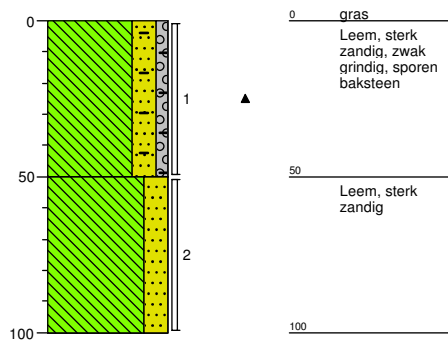 0
50
100
1
2
0
gras
Leem, sterk
zandig, zwak
grindig, sporen
baksteen
50
Leem, sterk
zandig
100